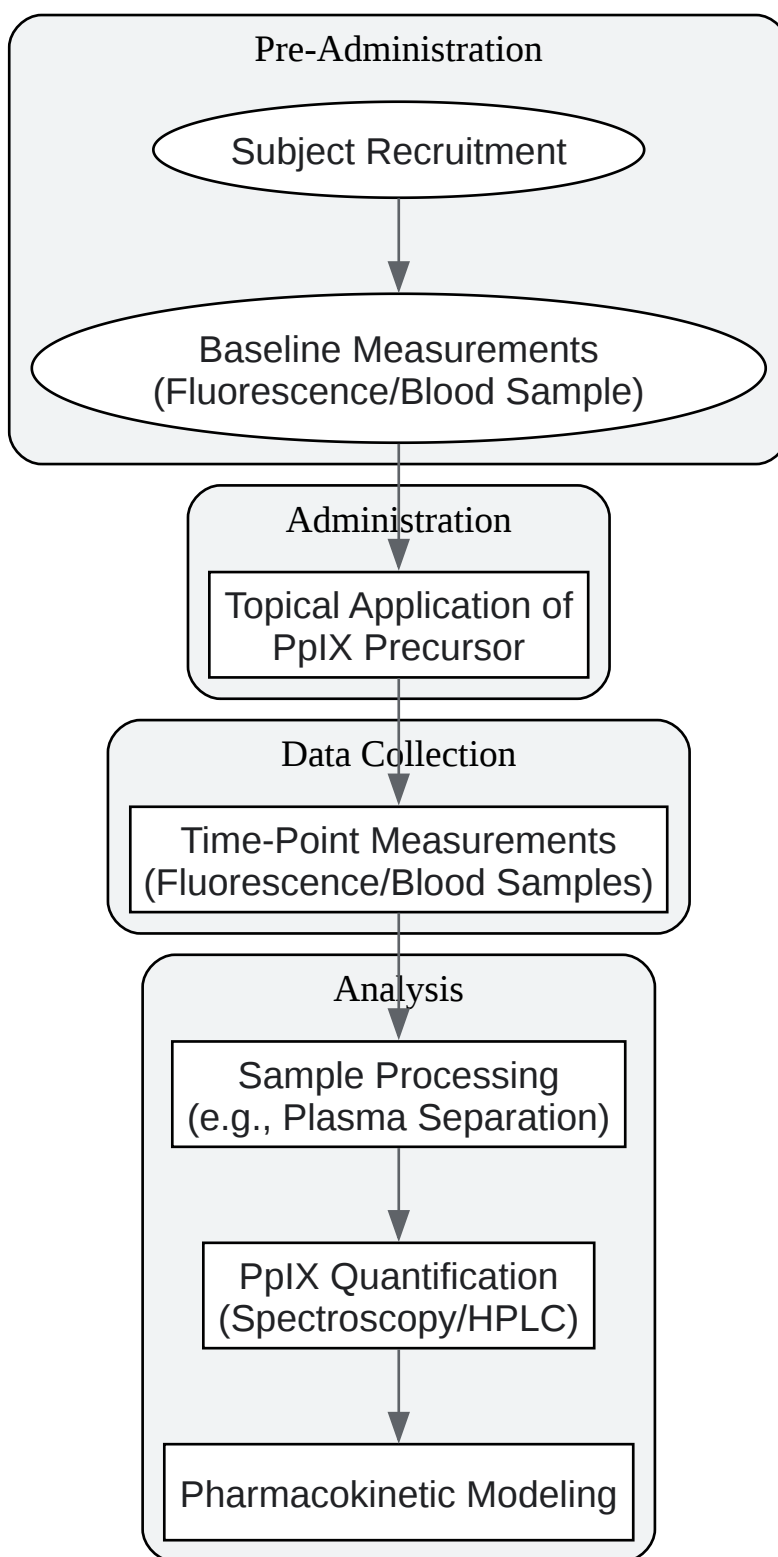 Pre-Administration
Subject Recruitment
Baseline Measurements
(Fluorescence/Blood Sample)
Administration
Topical Application of
PpIX Precursor
Data Collection
Time-Point Measurements
(Fluorescence/Blood Samples)
Analysis
Sample Processing
(e.g., Plasma Separation)
PpIX Quantification
(Spectroscopy/HPLC)
Pharmacokinetic Modeling